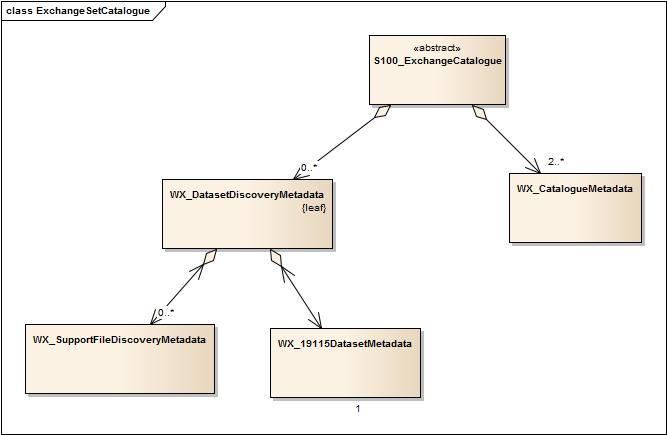 class ExchangeSetCatalogue
«abstract»
S100_ExchangeCatalogue
0..*
2..*
WX_DatasetDiscoveryMetadata
{leaf}
WX_CatalogueMetadata
0..*
WX_SupportFileDiscoveryMetadata
WX_19115DatasetMetadata
1